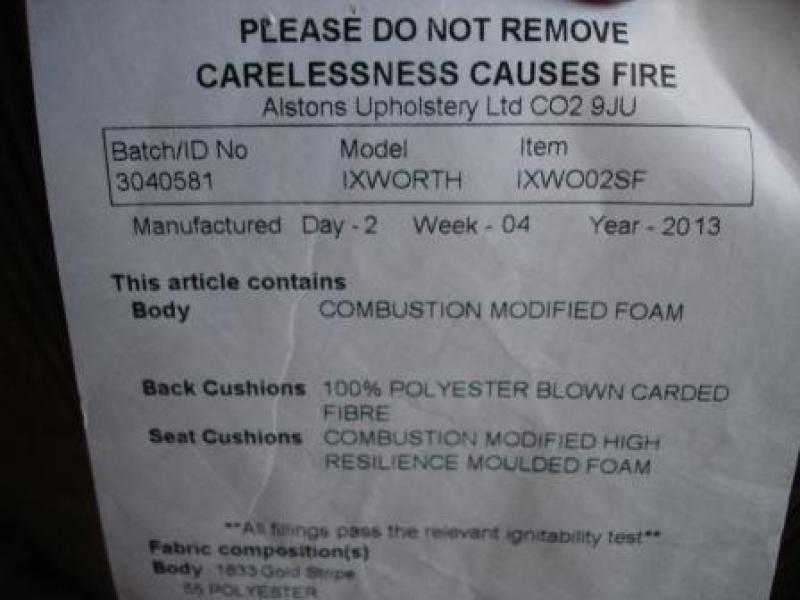 PLEASE DO NOT REMOVE
CARELESSNESS CAUSES FIRE
Alstons Upholstery Ltd CO2 9JU
Batch/ID No Model Item
3040581 IXWORTH IXWO02SF
Manufactured Day - 2 Week - 04 Year - 2013
This article contains
Body COMBUSTION MODIFIED FOAM
Back Cushions 100% POLYESTER BLOWN CARDED
FIBRE
Seat Cushions COMBUSTION MODIFIED HIGH
RESILIENCE MOULDED FOAM
**All fillings pass the relevant ignitability test**
Fabric composition(s)
Body 1633 Gold Stripe
55 POLYESTER